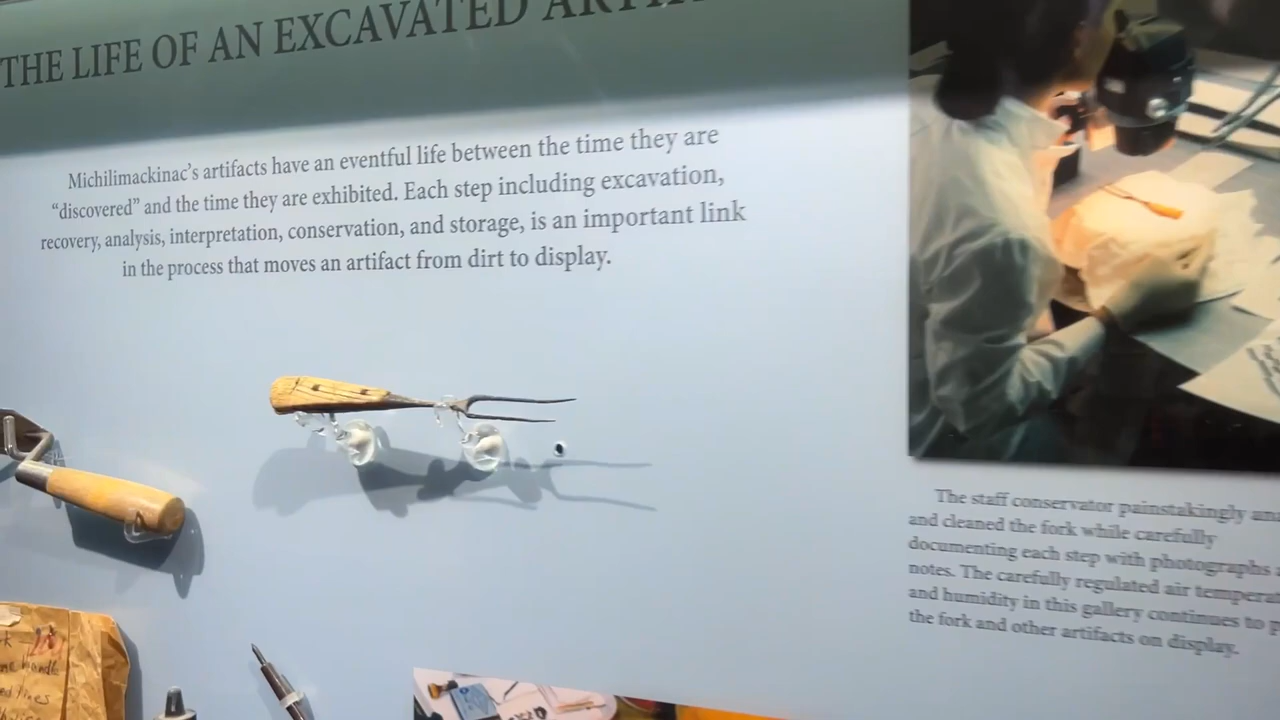 THE LIFE OF AN EXCAVATED
Michilimackinac's artifacts have an eventful life between the time they are
“discovered” and the time they are exhibited. Each step including excavation,
recovery, analysis, interpretation, conservation, and storage, is an important link
in the process that moves an artifact from dirt to display.
The staff conservator painstakingly
and cleaned the fork while carefully
documenting each step with photographs
notes. The carefully regulated air
and humidity in this gallery continues to
the fork and other artifacts on display.